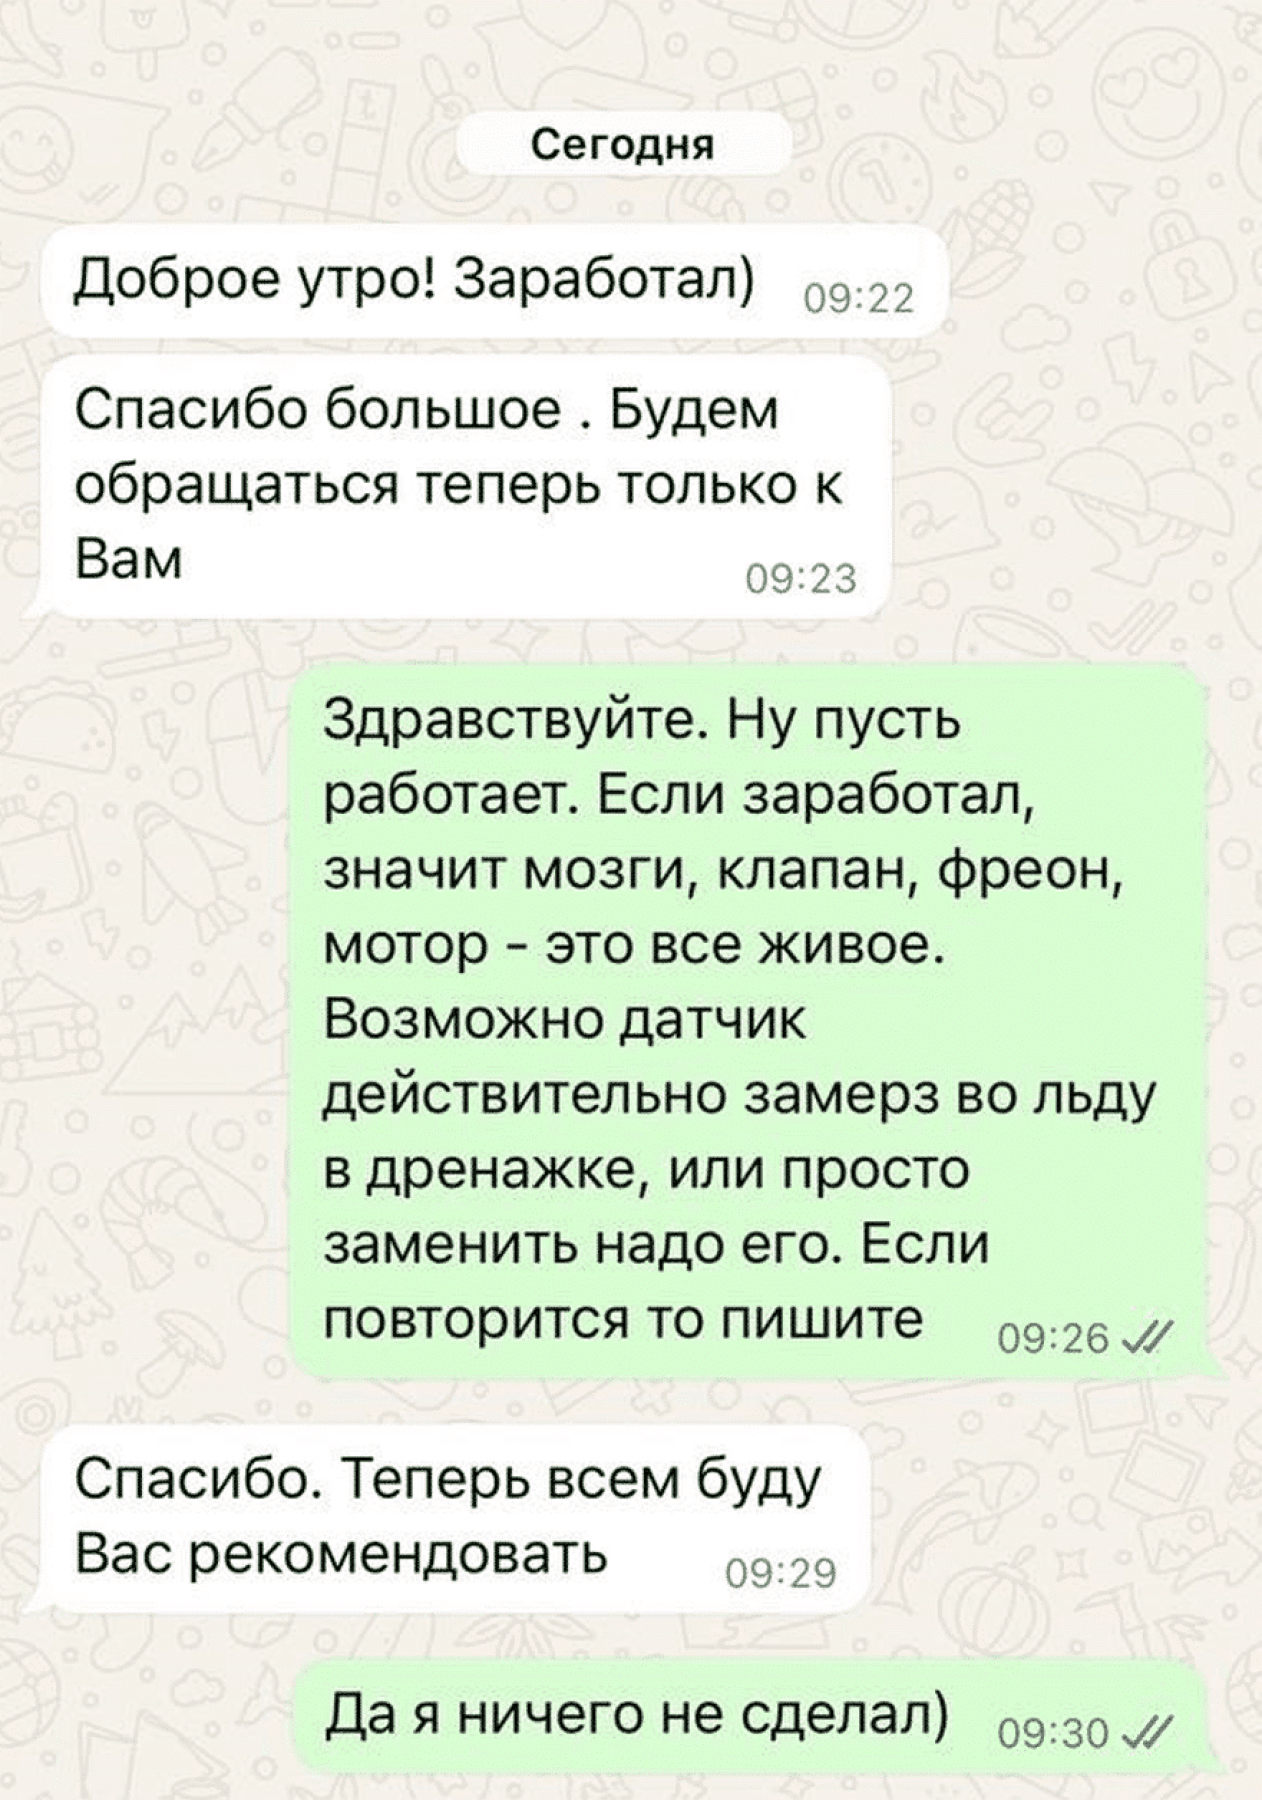 Сегодня
Доброе утро! Заработал) 09:22
Спасибо большое . Будем
обращаться теперь только к
Вам 09:23
Здравствуйте. Ну пусть
работает. Если заработал,
значит мозги, клапан, фреон,
мотор - это все живое.
Возможно датчик
действительно замерз во льду
в дренажке, или просто
заменить надо его. Если
повторится то пишите 09:26
Спасибо. Теперь всем буду
Вас рекомендовать 09:29
Да я ничего не сделал) 09:30